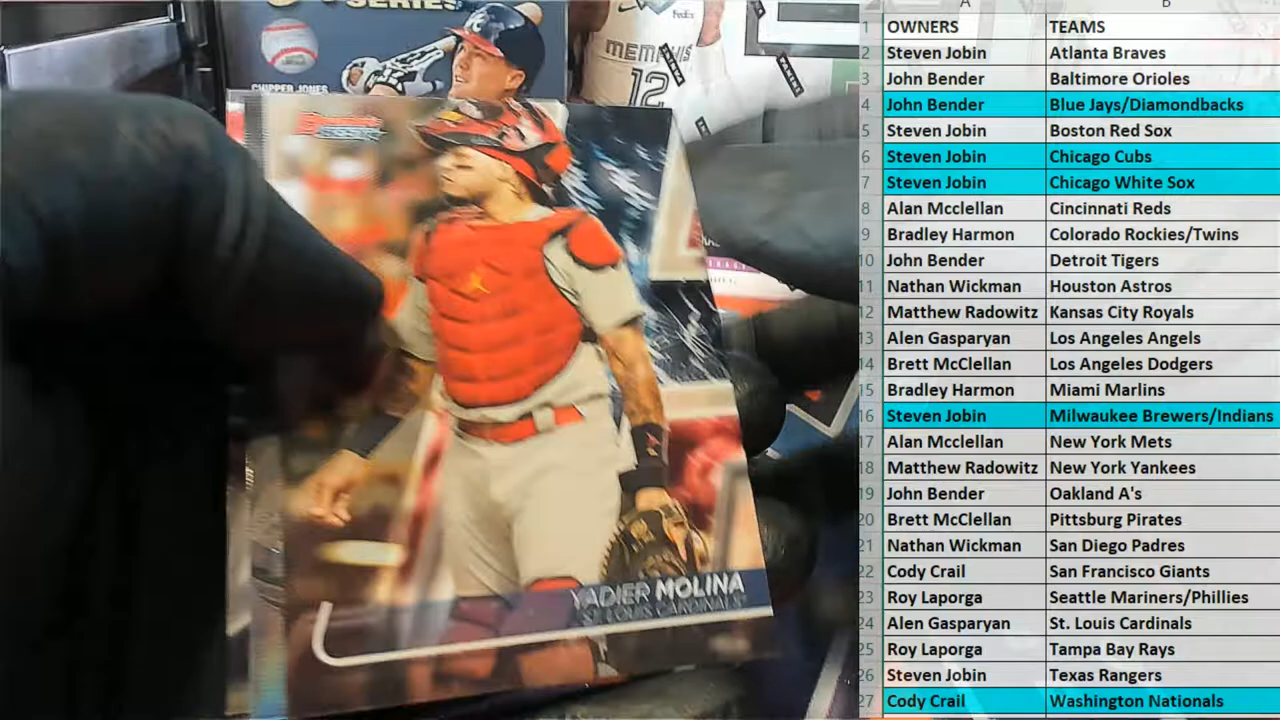 SERIES
CHIPPER JONES
FedEx
MEMPHIS
12
PANINI
Bowman's
BEST
YADIER MOLINA
ST. LOUIS CARDINALS
A B
1 OWNERS TEAMS
2 Steven Jobin Atlanta Braves
3 John Bender Baltimore Orioles
4 John Bender Blue Jays/Diamondbacks
5 Steven Jobin Boston Red Sox
6 Steven Jobin Chicago Cubs
7 Steven Jobin Chicago White Sox
8 Alan Mcclellan Cincinnati Reds
9 Bradley Harmon Colorado Rockies/Twins
10 John Bender Detroit Tigers
11 Nathan Wickman Houston Astros
12 Matthew Radowitz Kansas City Royals
13 Alen Gasparyan Los Angeles Angels
14 Brett McClellan Los Angeles Dodgers
15 Bradley Harmon Miami Marlins
16 Steven Jobin Milwaukee Brewers/Indians
17 Alan Mcclellan New York Mets
18 Matthew Radowitz New York Yankees
19 John Bender Oakland A's
20 Brett McClellan Pittsburg Pirates
21 Nathan Wickman San Diego Padres
22 Cody Crail San Francisco Giants
23 Roy Laporga Seattle Mariners/Phillies
24 Alen Gasparyan St. Louis Cardinals
25 Roy Laporga Tampa Bay Rays
26 Steven Jobin Texas Rangers
27 Cody Crail Washington Nationals